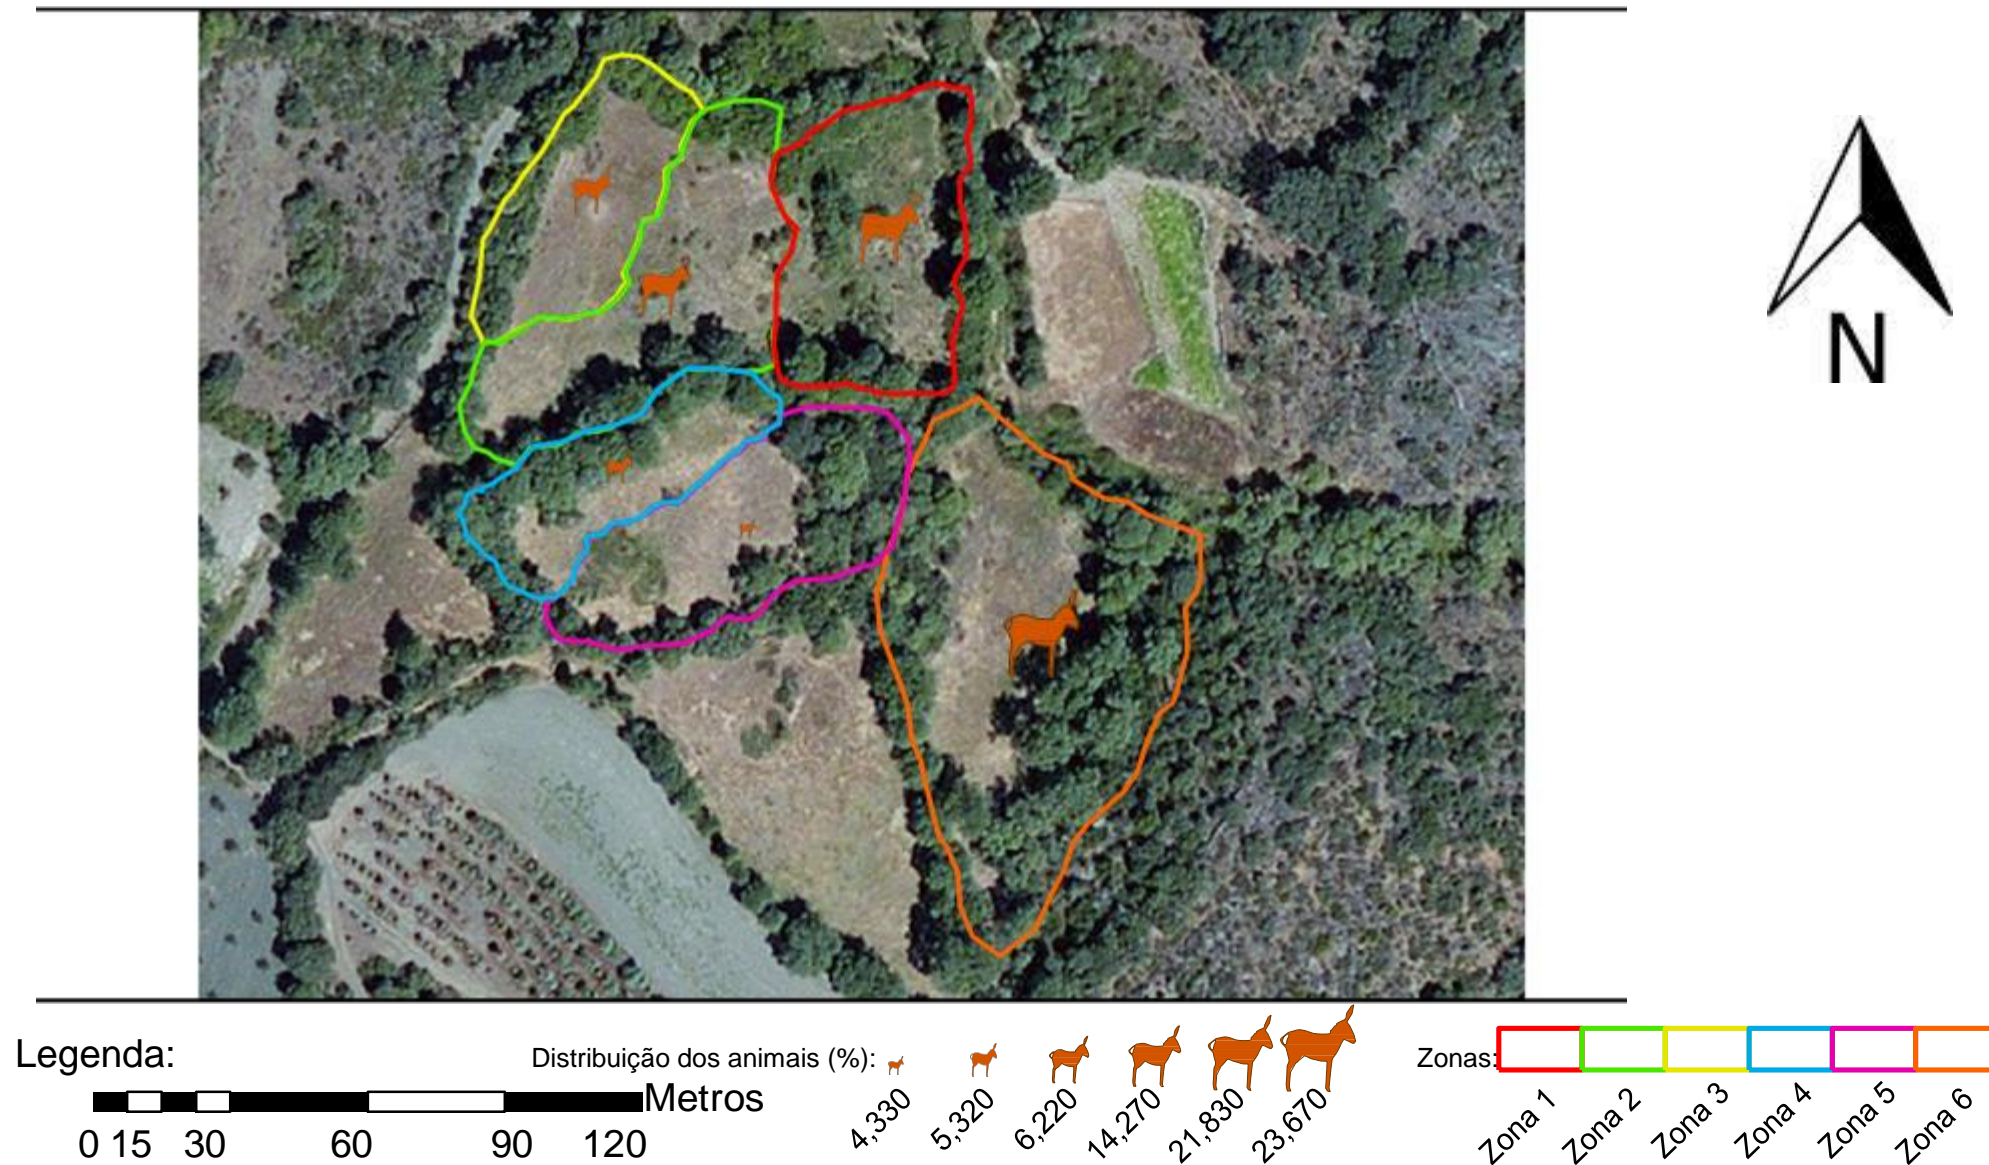 N
Legenda:
Distribuição dos animais (%):
Zonas:
Metros
0 15 30 60 90 120
4,330 5,320 6,220 14,270 21,830 23,670
Zona 1 Zona 2 Zona 3 Zona 4 Zona 5 Zona 6